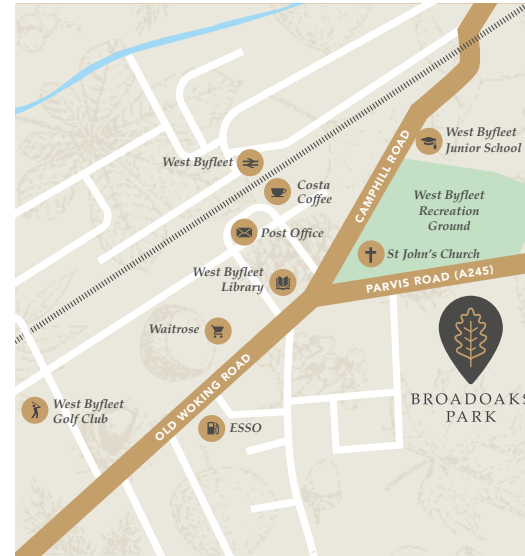 West Byfleet
Junior School
CAMPHILL ROAD
West Byfleet
Costa
Coffee
West Byfleet
Recreation
Ground
Post Office
St John's Church
West Byfleet
Library
PARVIS ROAD (A245)
Waitrose
OLD WOKING ROAD
BROADOAKS
PARK
West Byfleet
Golf Club
ESSO